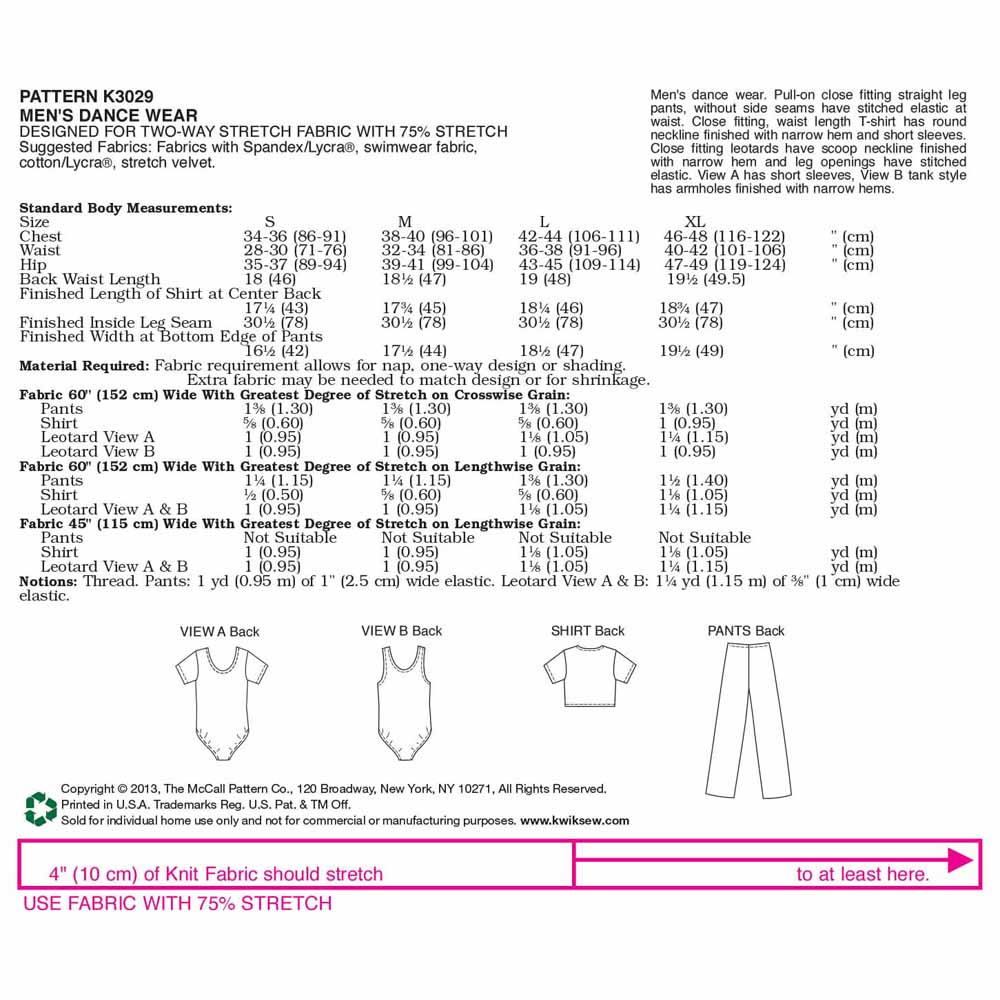 PATTERN K3029
MEN'S DANCE WEAR
DESIGNED FOR TWO-WAY STRETCH FABRIC WITH 75% STRETCH
Suggested Fabrics: Fabrics with Spandex/Lycra®, swimwear fabric,
cotton/Lycra®, stretch velvet.
Men's dance wear. Pull-on close fitting straight leg
pants, without side seams have stitched elastic at
waist. Close fitting, waist length T-shirt has round
neckline finished with narrow hem and short sleeves.
Close fitting leotards have scoop neckline finished
with narrow hem and leg openings have stitched
elastic. View A has short sleeves, View B tank style
has armholes finished with narrow hems.
Standard Body Measurements:
Size S M L XL
Chest 34-36 (86-91) 38-40 (96-101) 42-44 (106-111) 46-48 (116-122) " (cm)
Waist 28-30 (71-76) 32-34 (81-86) 36-38 (91-96) 40-42 (101-106) " (cm)
Hip 35-37 (89-94) 39-41 (99-104) 43-45 (109-114) 47-49 (119-124) " (cm)
Back Waist Length 18 (46) 18½ (47) 19 (48) 19½ (49.5)
Finished Length of Shirt at Center Back
17¼ (43) 17¾ (45) 18¼ (46) 18¾ (47) " (cm)
Finished Inside Leg Seam 30½ (78) 30½ (78) 30½ (78) 30½ (78) " (cm)
Finished Width at Bottom Edge of Pants
16½ (42) 17½ (44) 18½ (47) 19½ (49) " (cm)
Material Required: Fabric requirement allows for nap, one-way design or shading.
Extra fabric may be needed to match design or for shrinkage.
Fabric 60" (152 cm) Wide With Greatest Degree of Stretch on Crosswise Grain:
Pants 1⅜ (1.30) 1⅜ (1.30) 1⅜ (1.30) 1⅜ (1.30) yd (m)
Shirt ⅝ (0.60) ⅝ (0.60) ⅝ (0.60) 1 (0.95) yd (m)
Leotard View A 1 (0.95) 1 (0.95) 1⅛ (1.05) 1¼ (1.15) yd (m)
Leotard View B 1 (0.95) 1 (0.95) 1 (0.95) 1 (0.95) yd (m)
Fabric 60" (152 cm) Wide With Greatest Degree of Stretch on Lengthwise Grain:
Pants 1¼ (1.15) 1¼ (1.15) 1⅜ (1.30) 1½ (1.40) yd (m)
Shirt ½ (0.50) ⅝ (0.60) ⅝ (0.60) 1⅛ (1.05) yd (m)
Leotard View A & B 1 (0.95) 1 (0.95) 1⅛ (1.05) 1¼ (1.15) yd (m)
Fabric 45" (115 cm) Wide With Greatest Degree of Stretch on Lengthwise Grain:
Pants Not Suitable Not Suitable Not Suitable Not Suitable
Shirt 1 (0.95) 1 (0.95) 1⅛ (1.05) 1⅛ (1.05) yd (m)
Leotard View A & B 1 (0.95) 1 (0.95) 1⅛ (1.05) 1¼ (1.15) yd (m)
Notions: Thread. Pants: 1 yd (0.95 m) of 1" (2.5 cm) wide elastic. Leotard View A & B: 1¼ yd (1.15 m) of ⅜" (1 cm) wide
elastic.
VIEW A Back VIEW B Back SHIRT Back PANTS Back
Copyright © 2013, The McCall Pattern Co., 120 Broadway, New York, NY 10271, All Rights Reserved.
Printed in U.S.A. Trademarks Reg. U.S. Pat. & TM Off.
Sold for individual home use only and not for commercial or manufacturing purposes. www.kwiksew.com
4" (10 cm) of Knit Fabric should stretch to at least here.
USE FABRIC WITH 75% STRETCH